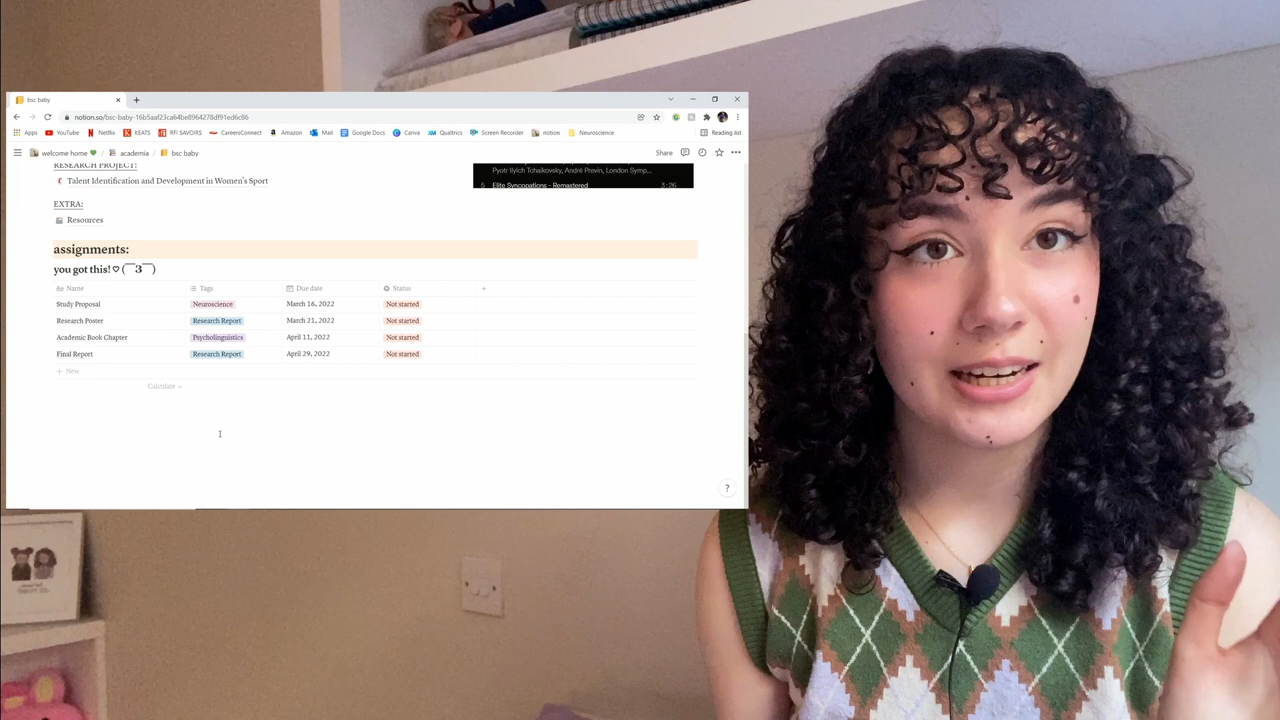 bsc baby
notion.so/bsc-baby-16b5aaf23ca64be8964278df91ed6c86
Apps YouTube Netflix KEATS RFI SAVOIRS CareersConnect Amazon Mail Google Docs Canva Qualtrics Screen Recorder notion Neuroscience Reading list
welcome home / academia / bsc baby Share
RESEARCH PROJECT:
Talent Identification and Development in Women's Sport
Pyotr Ilyich Tchaikovsky, André Previn, London Symp...
5 Elite Syncopations - Remastered 3:26
EXTRA:
Resources
assignments:
you got this! ♡ (￣3￣)
Name Tags Due date Status
Study Proposal Neuroscience March 16, 2022 Not started
Research Poster Research Report March 21, 2022 Not started
Academic Book Chapter Psycholinguistics April 11, 2022 Not started
Final Report Research Report April 29, 2022 Not started
+ New
Calculate
?